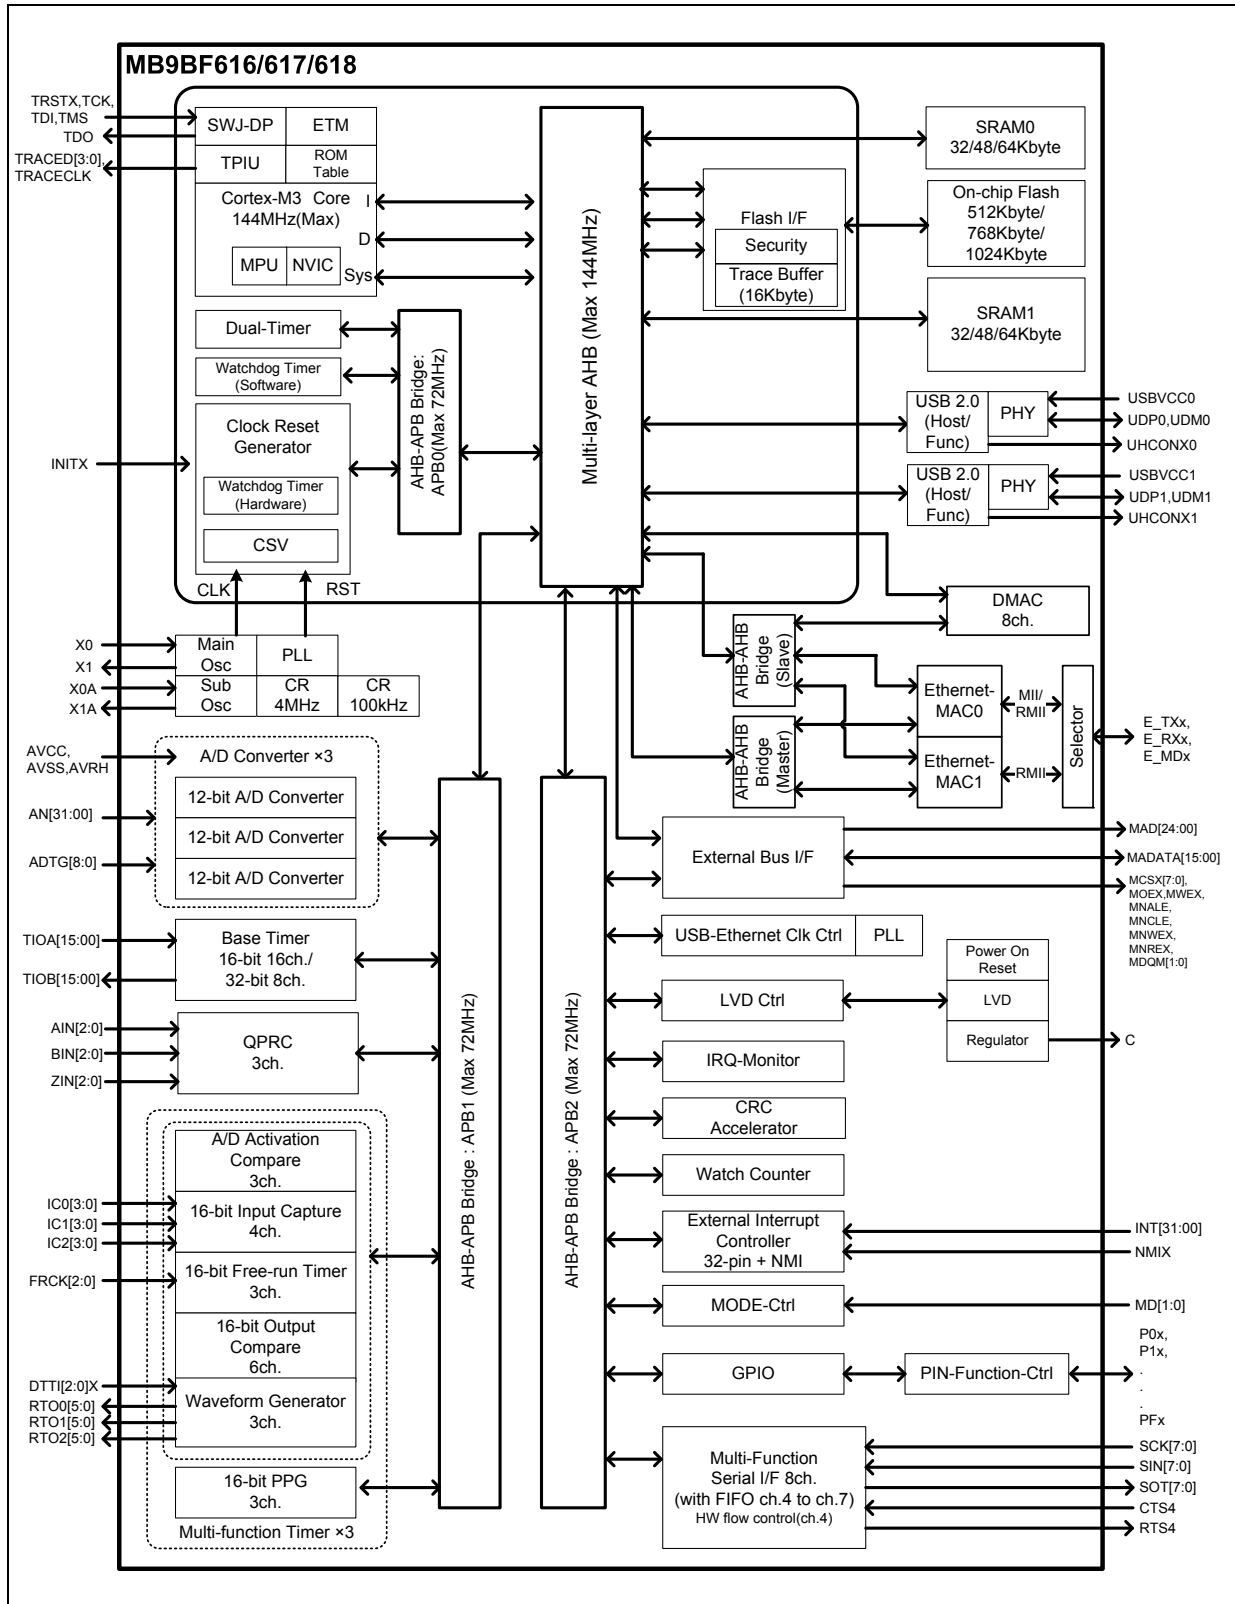 MB9BF616/617/618
TRSTX,TCK,
TDI,TMS
TDO
TRACED[3:0],
TRACECLK
SWJ-DP
ETM
TPIU
ROM
Table
Cortex-M3 Core
144MHz(Max)
I
D
Sys
MPU
NVIC
Dual-Timer
Watchdog Timer
(Software)
Clock Reset
Generator
Watchdog Timer
(Hardware)
CSV
INITX
CLK
RST
AHB-APB Bridge:
APB0(Max 72MHz)
Multi-layer AHB (Max 144MHz)
Flash I/F
Security
Trace Buffer
(16Kbyte)
SRAM0
32/48/64Kbyte
On-chip Flash
512Kbyte/
768Kbyte/
1024Kbyte
SRAM1
32/48/64Kbyte
USB 2.0
(Host/
Func)
PHY
USBVCC0
UDP0,UDM0
UHCONX0
USB 2.0
(Host/
Func)
PHY
USBVCC1
UDP1,UDM1
UHCONX1
DMAC
8ch.
AHB-AHB
Bridge
(Slave)
AHB-AHB
Bridge
(Master)
Ethernet-
MAC0
Ethernet-
MAC1
MII/
RMII
RMII
Selector
E_TXx,
E_RXx,
E_MDx
X0
X1
X0A
X1A
Main
Osc
PLL
Sub
Osc
CR
4MHz
CR
100kHz
AVCC,
AVSS,AVRH
AN[31:00]
ADTG[8:0]
A/D Converter ×3
12-bit A/D Converter
12-bit A/D Converter
12-bit A/D Converter
TIOA[15:00]
TIOB[15:00]
Base Timer
16-bit 16ch./
32-bit 8ch.
AIN[2:0]
BIN[2:0]
ZIN[2:0]
QPRC
3ch.
A/D Activation
Compare
3ch.
IC0[3:0]
IC1[3:0]
IC2[3:0]
16-bit Input Capture
4ch.
FRCK[2:0]
16-bit Free-run Timer
3ch.
16-bit Output
Compare
6ch.
DTTI[2:0]X
RTO0[5:0]
RTO1[5:0]
RTO2[5:0]
Waveform Generator
3ch.
16-bit PPG
3ch.
Multi-function Timer ×3
AHB-APB Bridge : APB1 (Max 72MHz)
AHB-APB Bridge : APB2 (Max 72MHz)
External Bus I/F
MAD[24:00]
MADATA[15:00]
MCSX[7:0],
MOEX,MWEX,
MNALE,
MNCLE,
MNWEX,
MNREX,
MDQM[1:0]
USB-Ethernet Clk Ctrl
PLL
LVD Ctrl
Power On
Reset
LVD
Regulator
C
IRQ-Monitor
CRC
Accelerator
Watch Counter
External Interrupt
Controller
32-pin + NMI
INT[31:00]
NMIX
MODE-Ctrl
MD[1:0]
GPIO
PIN-Function-Ctrl
P0x,
P1x,
.
.
.
PFx
Multi-Function
Serial I/F 8ch.
(with FIFO ch.4 to ch.7)
HW flow control(ch.4)
SCK[7:0]
SIN[7:0]
SOT[7:0]
CTS4
RTS4